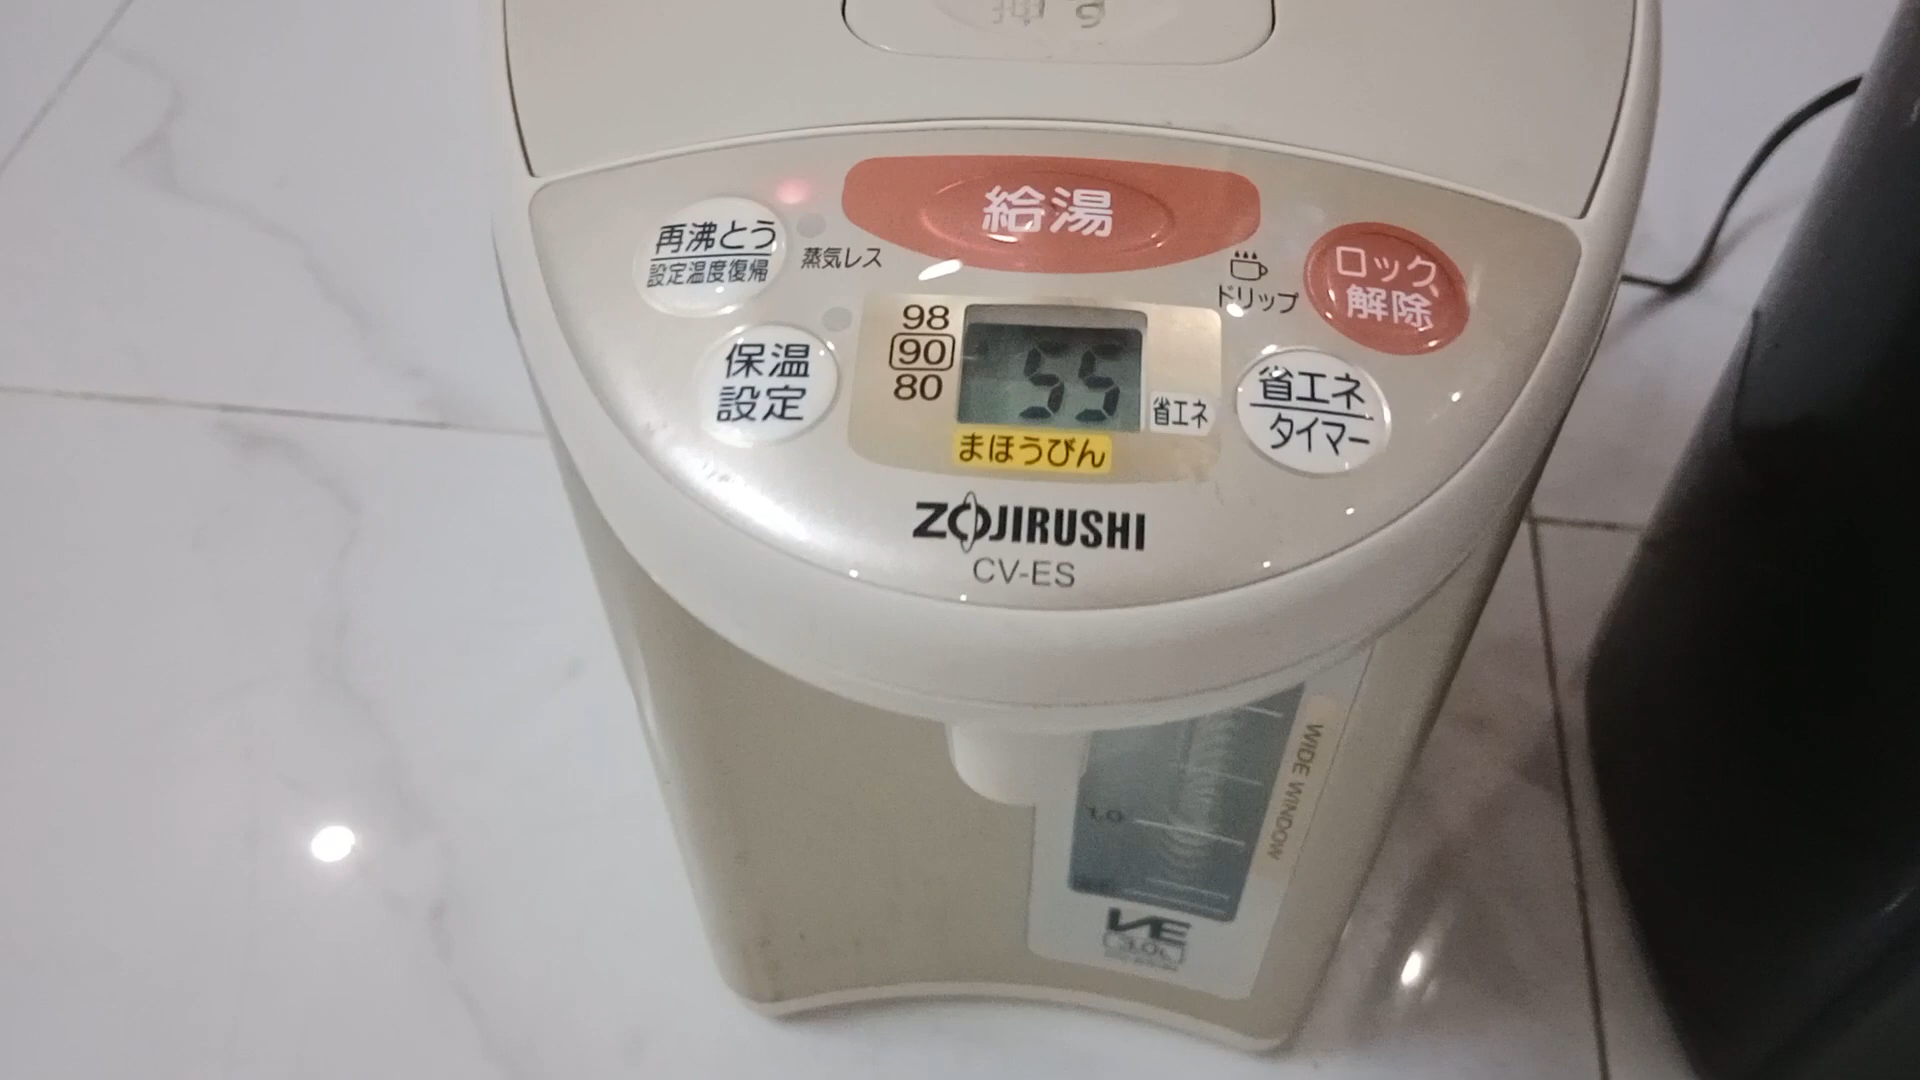 給湯
再沸とう
設定温度復帰
蒸気レス
ドリップ
ロック
解除
98
90
80
55
省エネ
保温
設定
省エネ
タイマー
まほうびん
ZOJIRUSHI
CV-ES
WIDE WINDOW
1.0
VE
3.0L